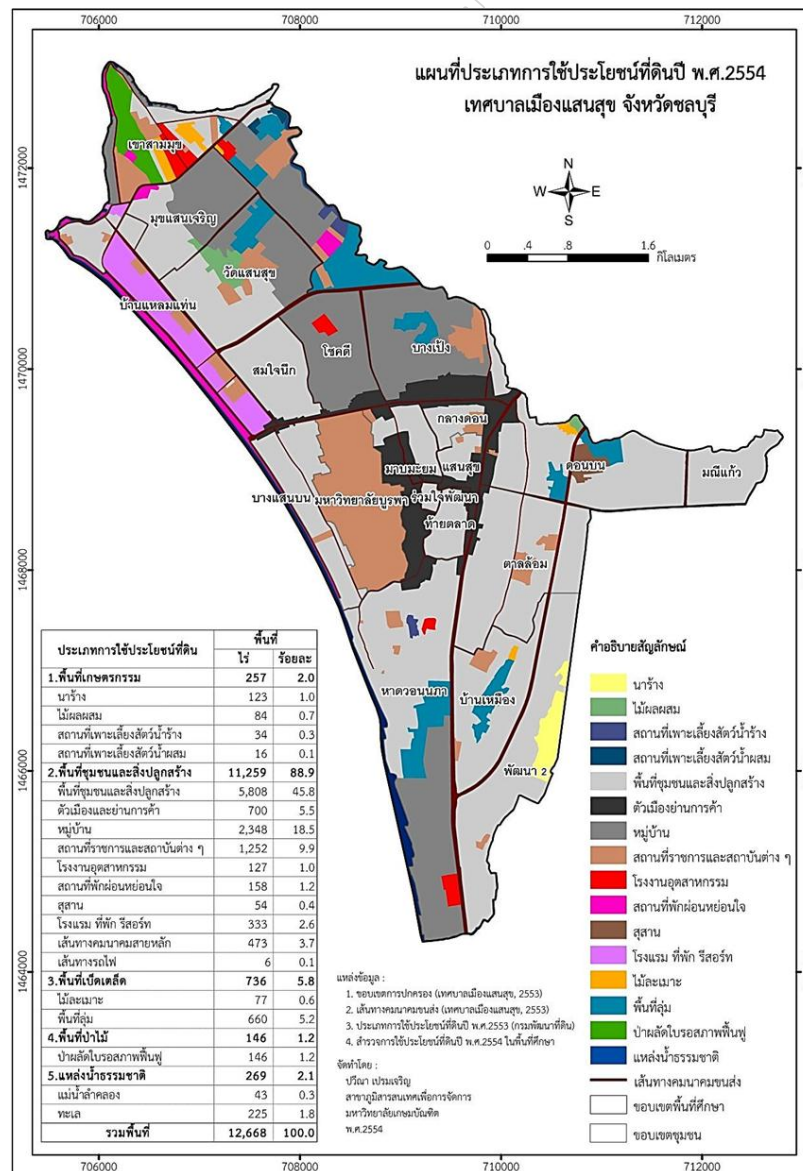 706000
708000
710000
712000
แผนที่ประเภทการใช้ประโยชน์ที่ดินปี พ.ศ.2554
เทศบาลเมืองแสนสุข จังหวัดชลบุรี
N
W E
S
0 .4 .8 1.6
กิโลเมตร
1472000
1470000
1468000
1466000
1464000
1472000
1470000
1468000
1466000
1464000
เขาสามมุข
มุขแสนเจริญ
วัดแสนสุข
บ้านแหลมแท่น
สมใจนึก
โชคดี
บางเป้ง
กลางดอน
มาบมะยม
แสนสุข
ดอนบน
มณีแก้ว
บางแสนบน
มหาวิทยาลัยบูรพา
ร่วมใจพัฒนา
ท้ายตลาด
ตาลล้อม
หาดวอนนภา
บ้านเหมือง
พัฒนา 2
ประเภทการใช้ประโยชน์ที่ดิน พื้นที่
ไร่ ร้อยละ
1.พื้นที่เกษตรกรรม 257 2.0
นาร้าง 123 1.0
ไม้ผลผสม 84 0.7
สถานที่เพาะเลี้ยงสัตว์น้ำร้าง 34 0.3
สถานที่เพาะเลี้ยงสัตว์น้ำผสม 16 0.1
2.พื้นที่ชุมชนและสิ่งปลูกสร้าง 11,259 88.9
พื้นที่ชุมชนและสิ่งปลูกสร้าง 5,808 45.8
ตัวเมืองและย่านการค้า 700 5.5
หมู่บ้าน 2,348 18.5
สถานที่ราชการและสถาบันต่าง ๆ 1,252 9.9
โรงงานอุตสาหกรรม 127 1.0
สถานที่พักผ่อนหย่อนใจ 158 1.2
สุสาน 54 0.4
โรงแรม ที่พัก รีสอร์ท 333 2.6
เส้นทางคมนาคมสายหลัก 473 3.7
เส้นทางรถไฟ 6 0.1
3.พื้นที่เบ็ดเตล็ด 736 5.8
ไม้ละเมาะ 77 0.6
พื้นที่ลุ่ม 660 5.2
4.พื้นที่ป่าไม้ 146 1.2
ป่าผลัดใบรอสภาพฟื้นฟู 146 1.2
5.แหล่งน้ำธรรมชาติ 269 2.1
แม่น้ำลำคลอง 43 0.3
ทะเล 225 1.8
รวมพื้นที่ 12,668 100.0
แหล่งข้อมูล :
1. ขอบเขตการปกครอง (เทศบาลเมืองแสนสุข, 2553)
2. เส้นทางคมนาคมขนส่ง (เทศบาลเมืองแสนสุข, 2553)
3. ประเภทการใช้ประโยชน์ที่ดินปี พ.ศ.2553 (กรมพัฒนาที่ดิน)
4. สำรวจการใช้ประโยชน์ที่ดินปี พ.ศ.2554 ในพื้นที่ศึกษา
จัดทำโดย :
ปวีณา เปรมเจริญ
สาขาภูมิสารสนเทศเพื่อการจัดการ
มหาวิทยาลัยเกษมบัณฑิต
พ.ศ.2554
คำอธิบายสัญลักษณ์
นาร้าง
ไม้ผลผสม
สถานที่เพาะเลี้ยงสัตว์น้ำร้าง
สถานที่เพาะเลี้ยงสัตว์น้ำผสม
พื้นที่ชุมชนและสิ่งปลูกสร้าง
ตัวเมืองย่านการค้า
หมู่บ้าน
สถานที่ราชการและสถาบันต่าง ๆ
โรงงานอุตสาหกรรม
สถานที่พักผ่อนหย่อนใจ
สุสาน
โรงแรม ที่พัก รีสอร์ท
ไม้ละเมาะ
พื้นที่ลุ่ม
ป่าผลัดใบรอสภาพฟื้นฟู
แหล่งน้ำธรรมชาติ
เส้นทางคมนาคมขนส่ง
ขอบเขตพื้นที่ศึกษา
ขอบเขตชุมชน
706000
708000
710000
712000